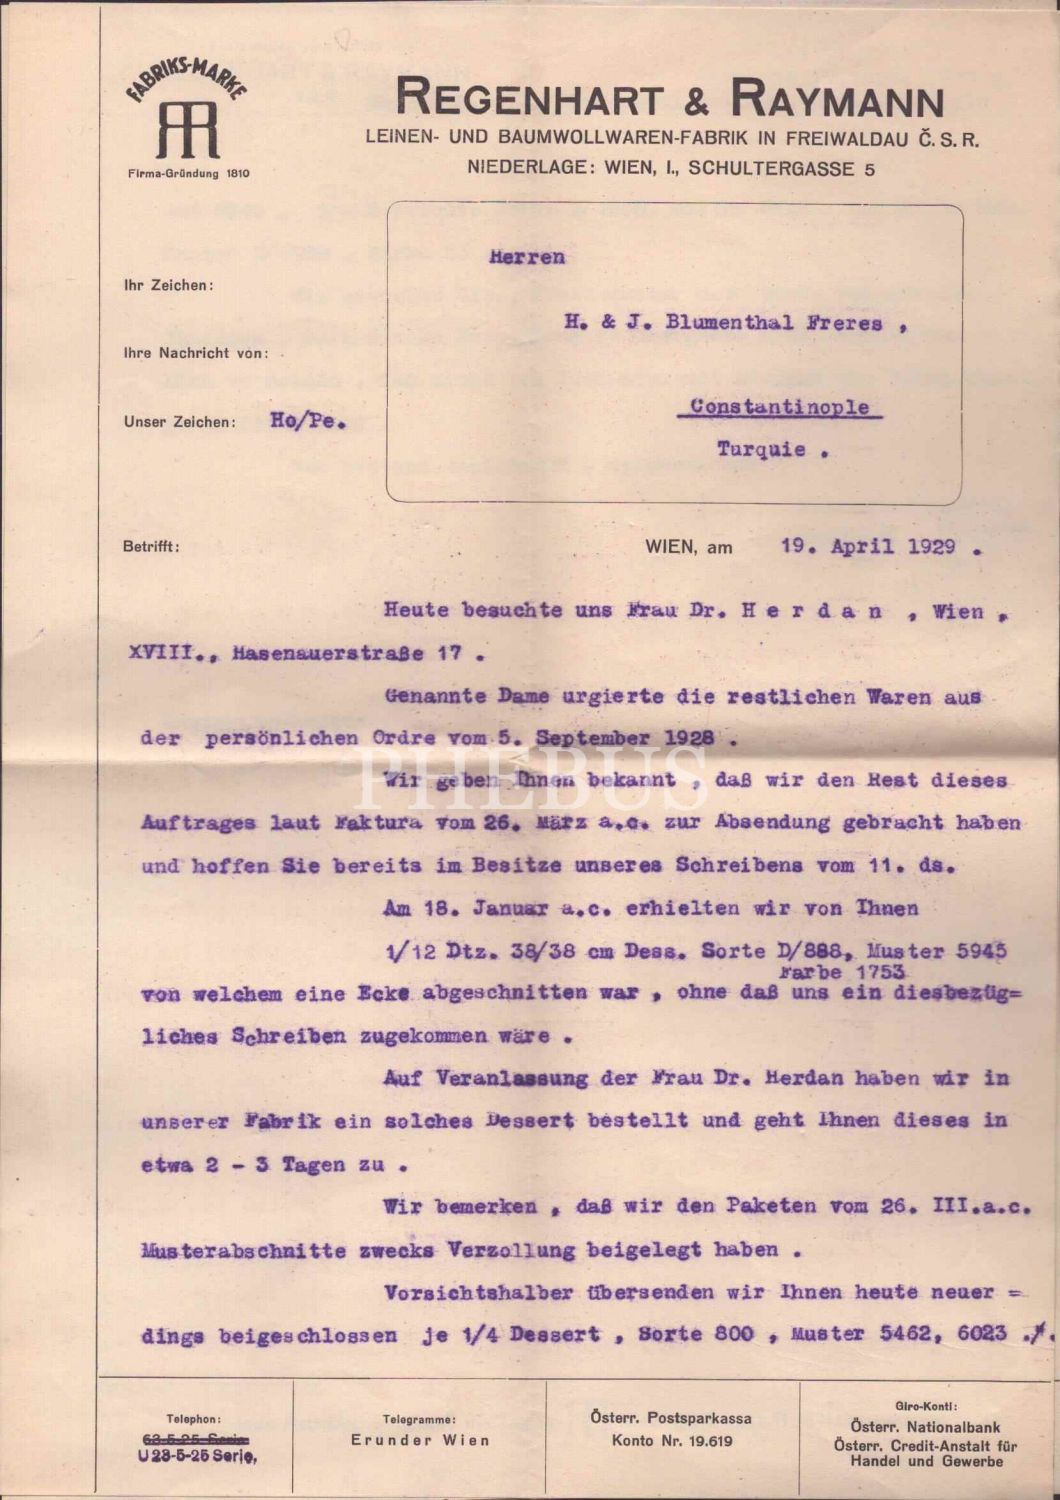 FABRIKS-MARKE
RR
Firma-Gründung 1810
REGENHART & RAYMANN
LEINEN- UND BAUMWOLLWAREN-FABRIK IN FREIWALDAU Č. S. R.
NIEDERLAGE: WIEN, I., SCHULTERGASSE 5
Herren
Ihr Zeichen:
H. & J. Blumenthal Freres ,
Ihre Nachricht von:
Constantinople
Unser Zeichen: Ho/Pe.
Turquie .
Betrifft:
WIEN, am 19. April 1929 .
Heute besuchte uns Frau Dr. H e r d a n , Wien ,
XVIII., Hasenauerstraße 17 .
Genannte Dame urgierte die restlichen Waren aus
der persönlichen Ordre vom 5. September 1928 .
PHEBUS
Wir geben Ihnen bekannt , daß wir den Rest dieses
Auftrages laut Faktura vom 26. März a.c. zur Absendung gebracht haben
und hoffen Sie bereits im Besitze unseres Schreibens vom 11. ds.
Am 18. Januar a.c. erhielten wir von Ihnen
1/12 Dtz. 38/38 cm Dess. Sorte D/888, Muster 5945
Farbe 1753
von welchem eine Ecke abgeschnitten war , ohne daß uns ein diesbezüg=
liches Schreiben zugekommen wäre .
Auf Veranlassung der Frau Dr. Herdan haben wir in
unserer Fabrik ein solches Dessert bestellt und geht Ihnen dieses in
etwa 2 - 3 Tagen zu .
Wir bemerken , daß wir den Paketen vom 26. III.a.c.
Musterabschnitte zwecks Verzollung beigelegt haben .
Vorsichtshalber übersenden wir Ihnen heute neuer =
dings beigeschlossen je 1/4 Dessert , Sorte 800 , Muster 5462, 6023 ./.
Telephon:
63-5-25 Serie
U 23-5-25 Serie,
Telegramme:
Erunder Wien
Österr. Postsparkassa
Konto Nr. 19.619
Giro-Konti:
Österr. Nationalbank
Österr. Credit-Anstalt für
Handel und Gewerbe